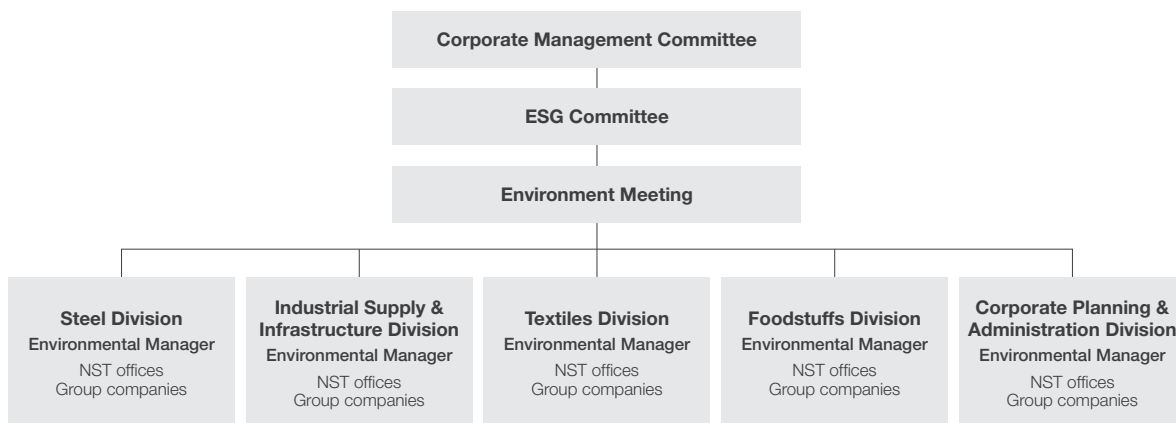 Corporate Management Committee
ESG Committee
Environment Meeting
Steel Division
Environmental Manager
NST offices
Group companies
Industrial Supply &
Infrastructure Division
Environmental Manager
NST offices
Group companies
Textiles Division
Environmental Manager
NST offices
Group companies
Foodstuffs Division
Environmental Manager
NST offices
Group companies
Corporate Planning &
Administration Division
Environmental Manager
NST offices
Group companies